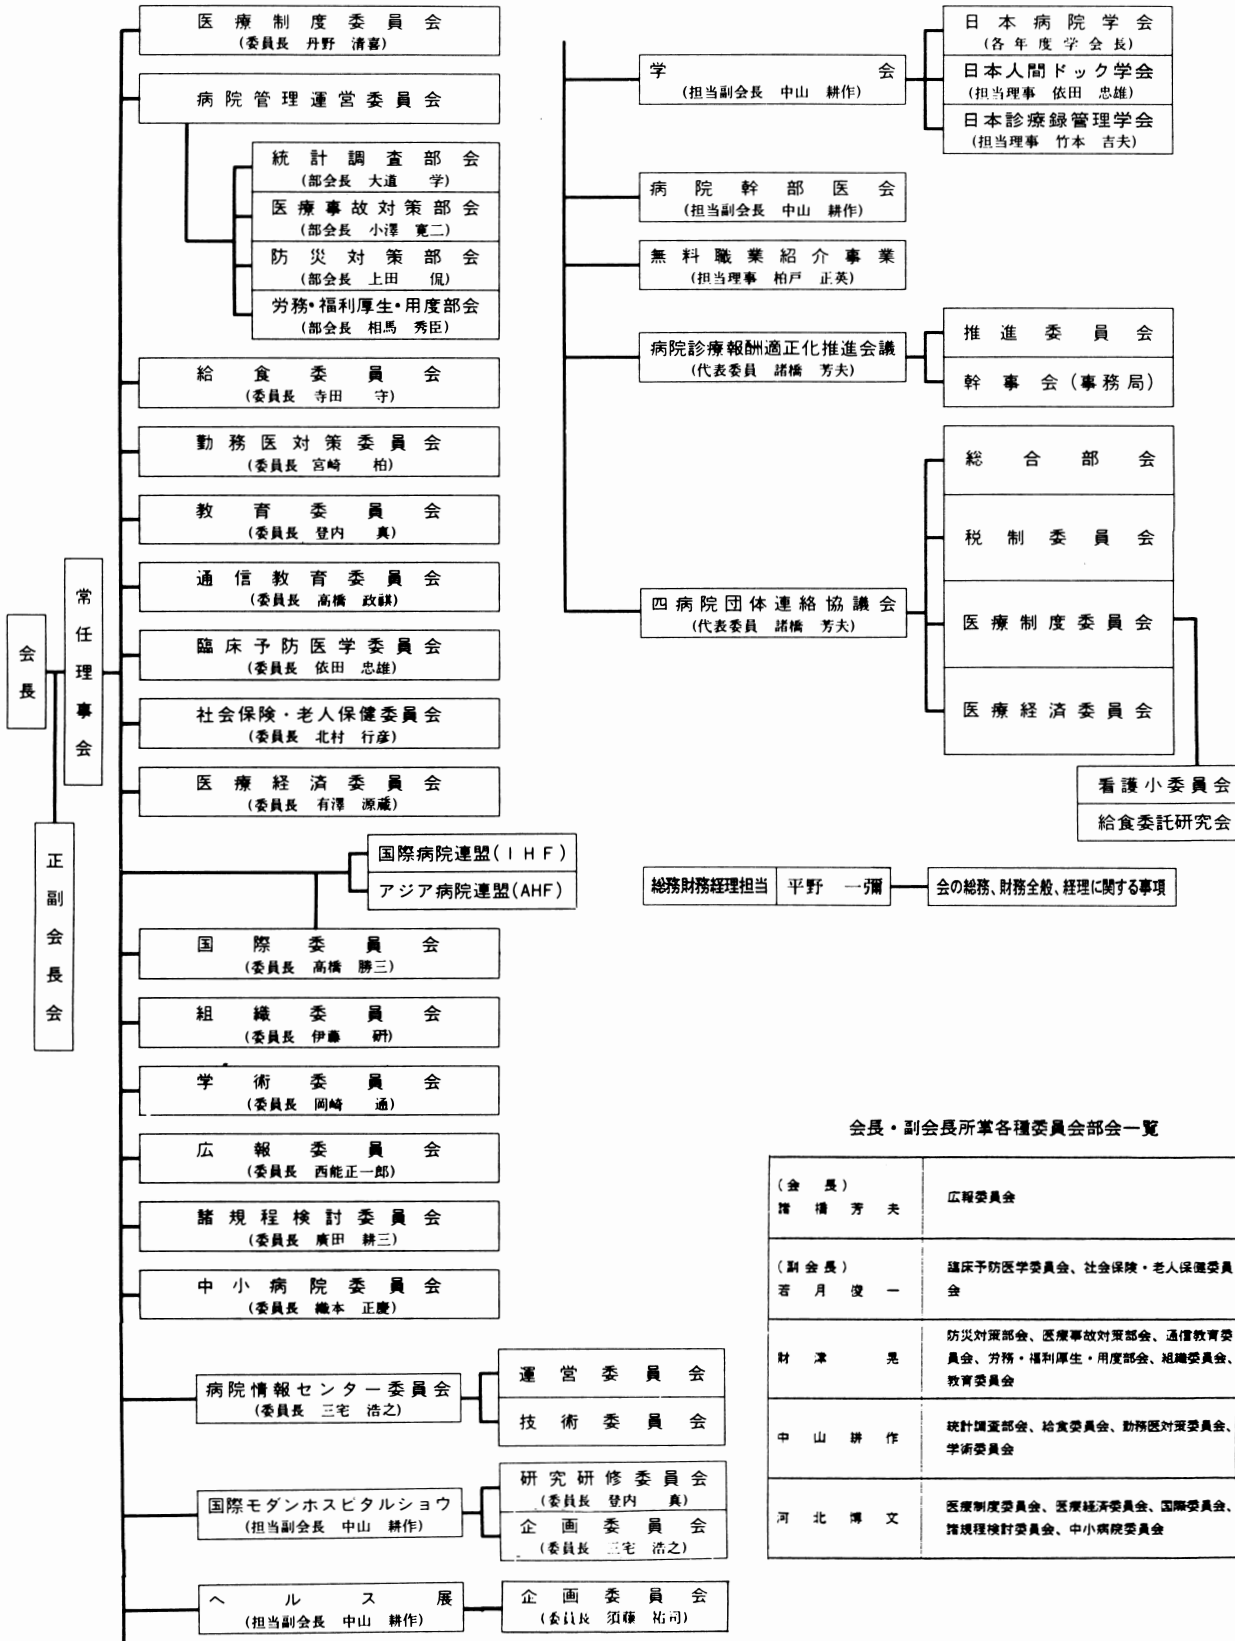 会長
常任理事会
正副会長会
医療制度委員会
(委員長 丹野 清喜)
病院管理運営委員会
統計調査部会
(部会長 大道 学)
医療事故対策部会
(部会長 小澤 寛二)
防災対策部会
(部会長 上田 侃)
労務・福利厚生・用度部会
(部会長 相馬 秀臣)
給食委員会
(委員長 寺田 守)
勤務医対策委員会
(委員長 宮崎 柏)
教育委員会
(委員長 登内 真)
通信教育委員会
(委員長 高橋 政祺)
臨床予防医学委員会
(委員長 依田 忠雄)
社会保険・老人保健委員会
(委員長 北村 行彦)
医療経済委員会
(委員長 有澤 源蔵)
国際病院連盟(IHF)
アジア病院連盟(AHF)
国際委員会
(委員長 高橋 勝三)
組織委員会
(委員長 伊藤 研)
学術委員会
(委員長 岡崎 通)
広報委員会
(委員長 西能正一郎)
諸規程検討委員会
(委員長 廣田 耕三)
中小病院委員会
(委員長 織本 正慶)
病院情報センター委員会
(委員長 三宅 浩之)
運営委員会
技術委員会
国際モダンホスピタルショウ
(担当副会長 中山 耕作)
研究研修委員会
(委員長 登内 真)
企画委員会
(委員長 三宅 浩之)
ヘルス展
(担当副会長 中山 耕作)
企画委員会
(委員長 須藤 祐司)
学会
(担当副会長 中山 耕作)
日本病院学会
(各年度学会長)
日本人間ドック学会
(担当理事 依田 忠雄)
日本診療録管理学会
(担当理事 竹本 吉夫)
病院幹部医会
(担当副会長 中山 耕作)
無料職業紹介事業
(担当理事 柏戸 正英)
病院診療報酬適正化推進会議
(代表委員 諸橋 芳夫)
推進委員会
幹事会(事務局)
四病院団体連絡協議会
(代表委員 諸橋 芳夫)
総合部会
税制委員会
医療制度委員会
医療経済委員会
看護小委員会
給食委託研究会
総務財務経理担当 平野 一彌 会の総務、財務全般、経理に関する事項
会長・副会長所掌各種委員会部会一覧
(会長)
諸橋芳夫
広報委員会
(副会長)
若月俊一
臨床予防医学委員会、社会保険・老人保健委員
会
財津晃
防災対策部会、医療事故対策部会、通信教育委
員会、労務・福利厚生・用度部会、組織委員会、
教育委員会
中山耕作
統計調査部会、給食委員会、勤務医対策委員会、
学術委員会
河北博文
医療制度委員会、医療経済委員会、国際委員会、
諸規程検討委員会、中小病院委員会